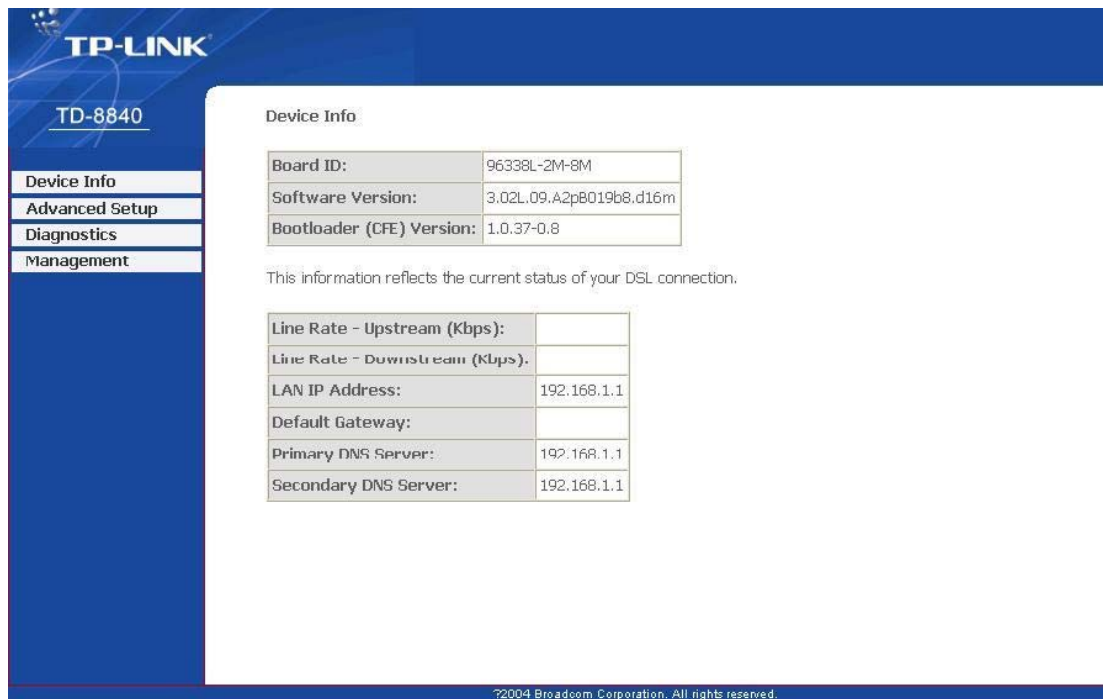 TP-LINK
TD-8840
Device Info
Advanced Setup
Diagnostics
Management
Device Info
Board ID: 96338L-2M-8M
Software Version: 3.02L.09.A2pB019b8.d16m
Bootloader (CFE) Version: 1.0.37-0.8
This information reflects the current status of your DSL connection.
Line Rate - Upstream (Kbps):
Line Rate - Downstream (Kbps).
LAN IP Address: 192.168.1.1
Default Gateway:
Primary DNS Server: 192.168.1.1
Secondary DNS Server: 192.168.1.1
?2004 Broadcom Corporation. All rights reserved.